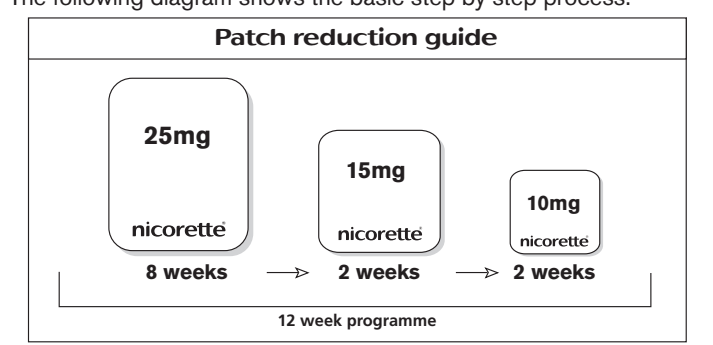 The following diagram shows the basic step by step process:
Patch reduction guide
25mg
nicorette®
15mg
nicorette®
10mg
nicorette®
8 weeks
2 weeks
2 weeks
12 week programme